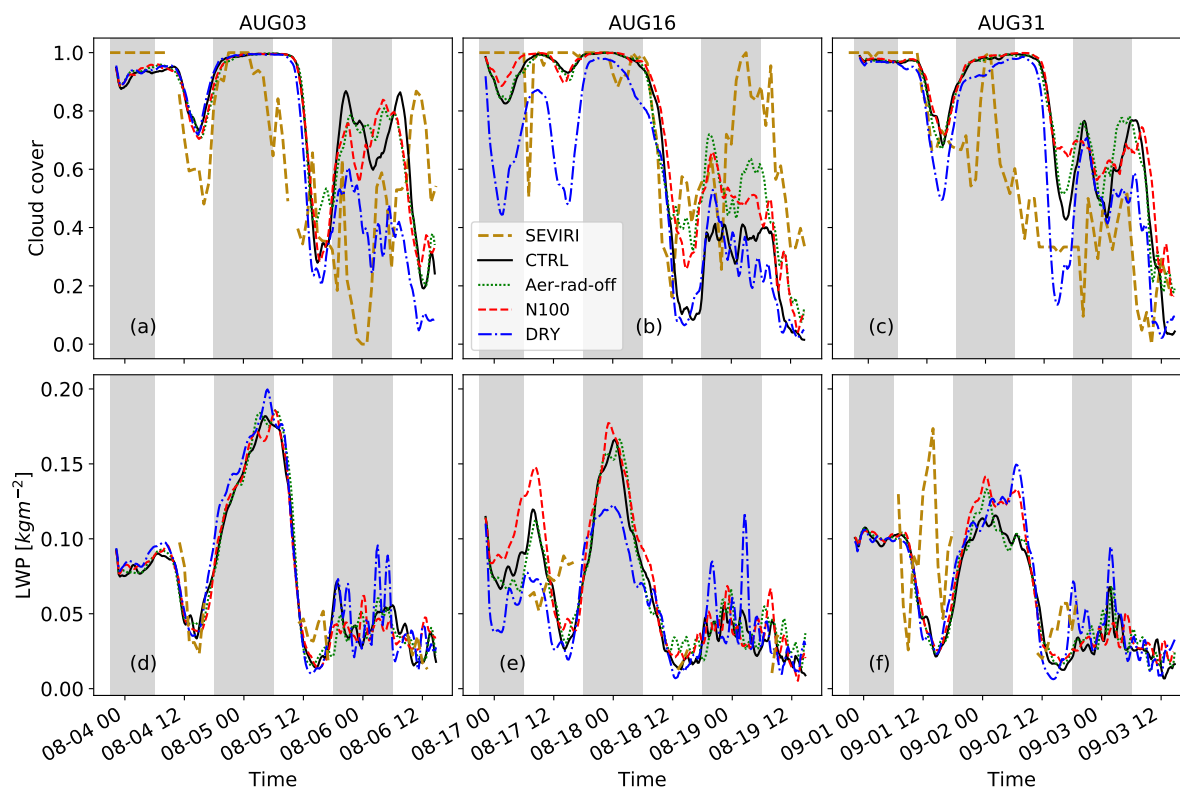 AUG03 AUG16 AUG31
Cloud cover
1.0
0.8
0.6
0.4
0.2
0.0
(a) (b) (c)
SEVIRI
CTRL
Aer-rad-off
N100
DRY
LWP [kgm⁻²]
0.20
0.15
0.10
0.05
0.00
(d) (e) (f)
08-04 00 08-04 12 08-05 00 08-05 12 08-06 00 08-06 12
08-17 00 08-17 12 08-18 00 08-18 12 08-19 00 08-19 12
09-01 00 09-01 12 09-02 00 09-02 12 09-03 00 09-03 12
Time Time Time